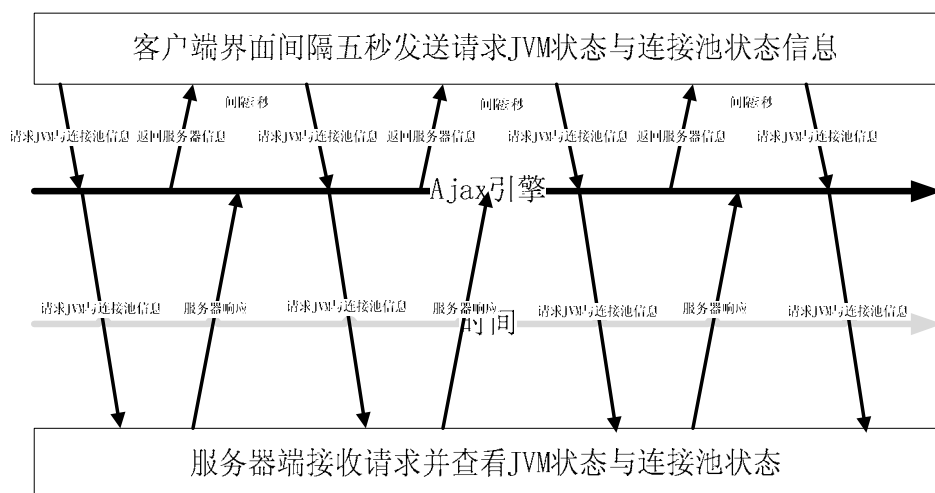 客户端界面间隔五秒发送请求JVM状态与连接池状态信息
间隔5秒
间隔5秒
间隔5秒
请求JVM与连接池信息
返回服务器信息
请求JVM与连接池信息
返回服务器信息
请求JVM与连接池信息
返回服务器信息
请求JVM与连接池信息
Ajax引擎
请求JVM与连接池信息
服务器响应
请求JVM与连接池信息
服务器响应
请求JVM与连接池信息
服务器响应
请求JVM与连接池信息
时间
服务器端接收请求并查看JVM状态与连接池状态